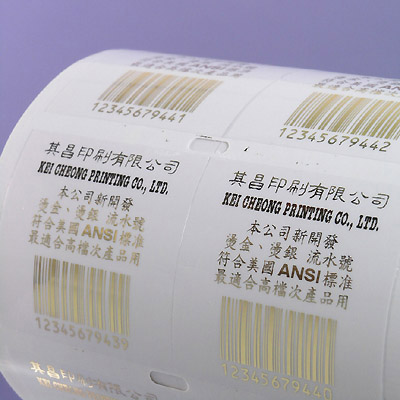 12345679441
12345679442
其昌印刷有限公司
KEI CHEONG PRINTING CO., LTD.
本公司新開發
燙金、燙銀 流水號
符合美國ANSI標准
最適合高檔次產品用
12345679439
其昌印刷有限公司
KEI CHEONG PRINTING CO., LTD.
本公司新開發
燙金、燙銀 流水號
符合美國ANSI標准
最適合高檔次產品用
12345679440